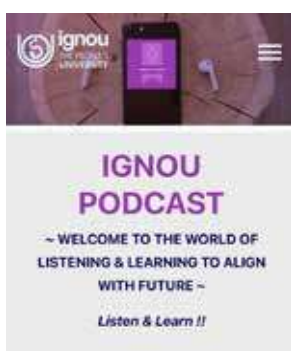 ignou
THE PEOPLE'S
UNIVERSITY
IGNOU
PODCAST
~ WELCOME TO THE WORLD OF
LISTENING & LEARNING TO ALIGN
WITH FUTURE ~
Listen & Learn !!